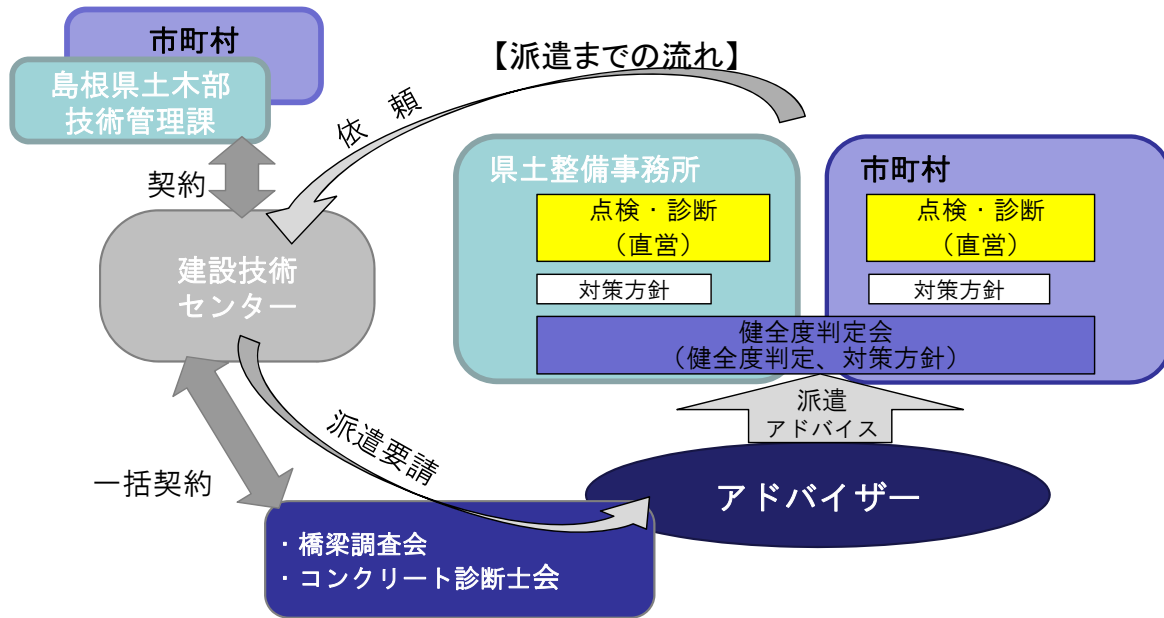 市町村
島根県土木部
技術管理課
【派遣までの流れ】
依頼
契約
建設技術
センター
県土整備事務所
点検・診断
（直営）
対策方針
市町村
点検・診断
（直営）
対策方針
健全度判定会
（健全度判定、対策方針）
派遣
アドバイス
派遣要請
一括契約
アドバイザー
・橋梁調査会
・コンクリート診断士会